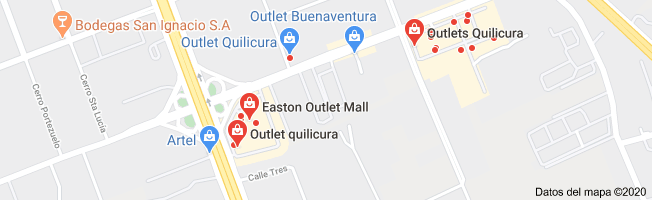 Outlet Buenaventura
Bodegas San Ignacio S.A
Outlet Quilicura
Outlets Quilicura
Cerro Portezuelo
Cerro Sta Lucía
Easton Outlet Mall
Outlet quilicura
Artel
Calle Tres
Datos del mapa ©2020